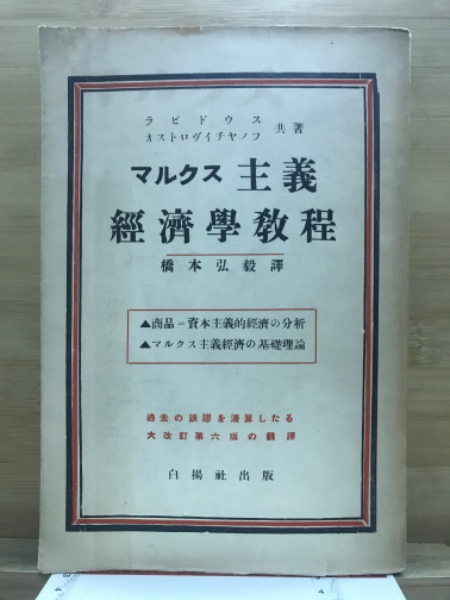 ラピドウス
オストロヴイチヤノフ 共著
マルクス主義
經濟學教程
橋本弘毅譯
▲商品=資本主義的經濟の分析
▲マルクス主義經濟の基礎理論
過去の誤謬を淸算したる
大改訂第六版の飜譯
白揚社出版